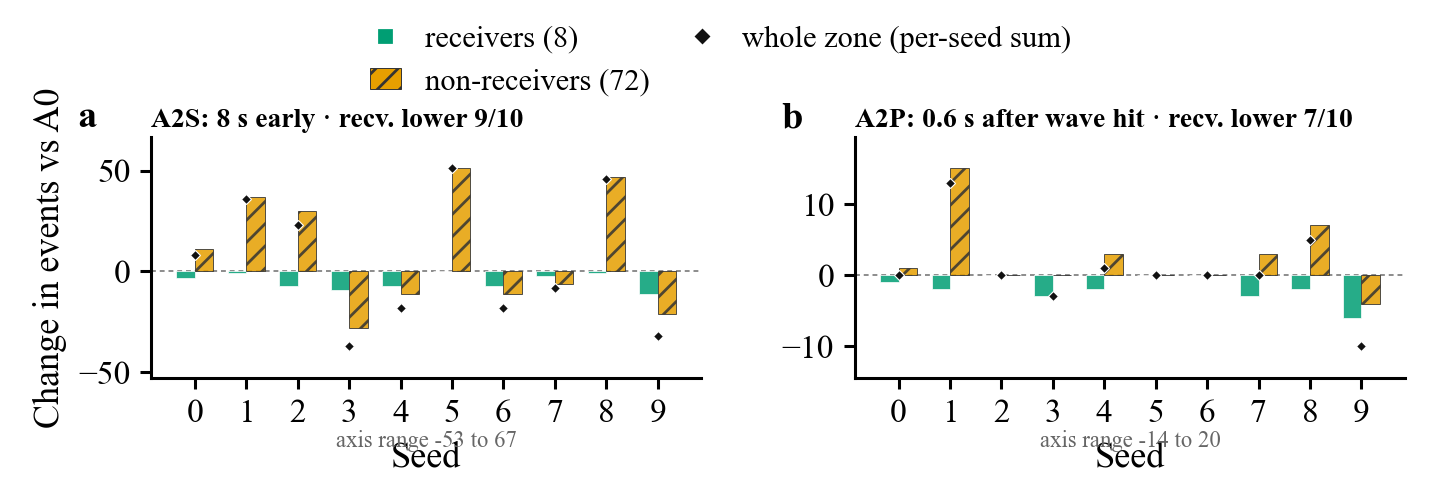 receivers (8)
whole zone (per-seed sum)
non-receivers (72)
a
A2S: 8 s early · recv. lower 9/10
b
A2P: 0.6 s after wave hit · recv. lower 7/10
Change in events vs A0
50
0
−50
10
0
−10
0 1 2 3 4 5 6 7 8 9
0 1 2 3 4 5 6 7 8 9
axis range -53 to 67
axis range -14 to 20
Seed
Seed